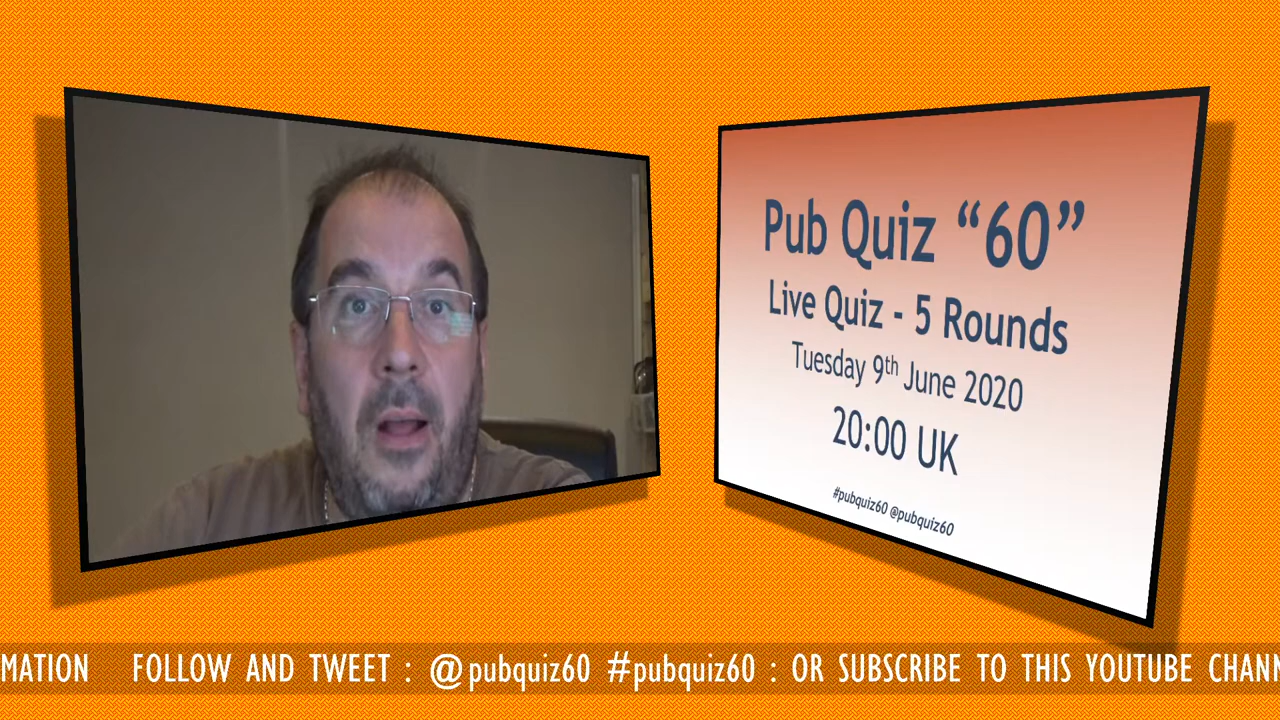 Pub Quiz “60”
Live Quiz - 5 Rounds
Tuesday 9th June 2020
20:00 UK
#pubquiz60 @pubquiz60
MATION FOLLOW AND TWEET : @pubquiz60 #pubquiz60 : OR SUBSCRIBE TO THIS YOUTUBE CHANN